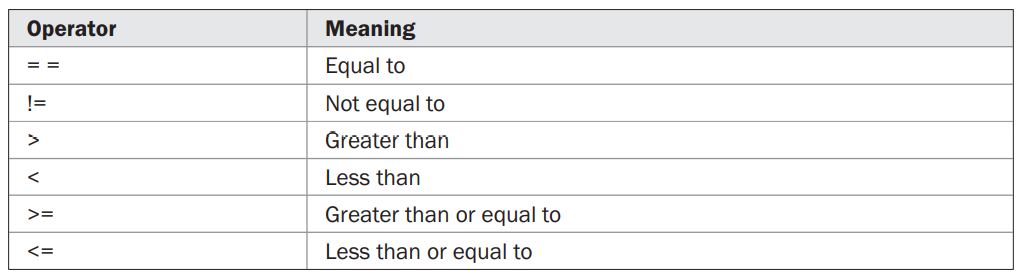 Operator Meaning
= = Equal to
!= Not equal to
> Greater than
< Less than
>= Greater than or equal to
<= Less than or equal to